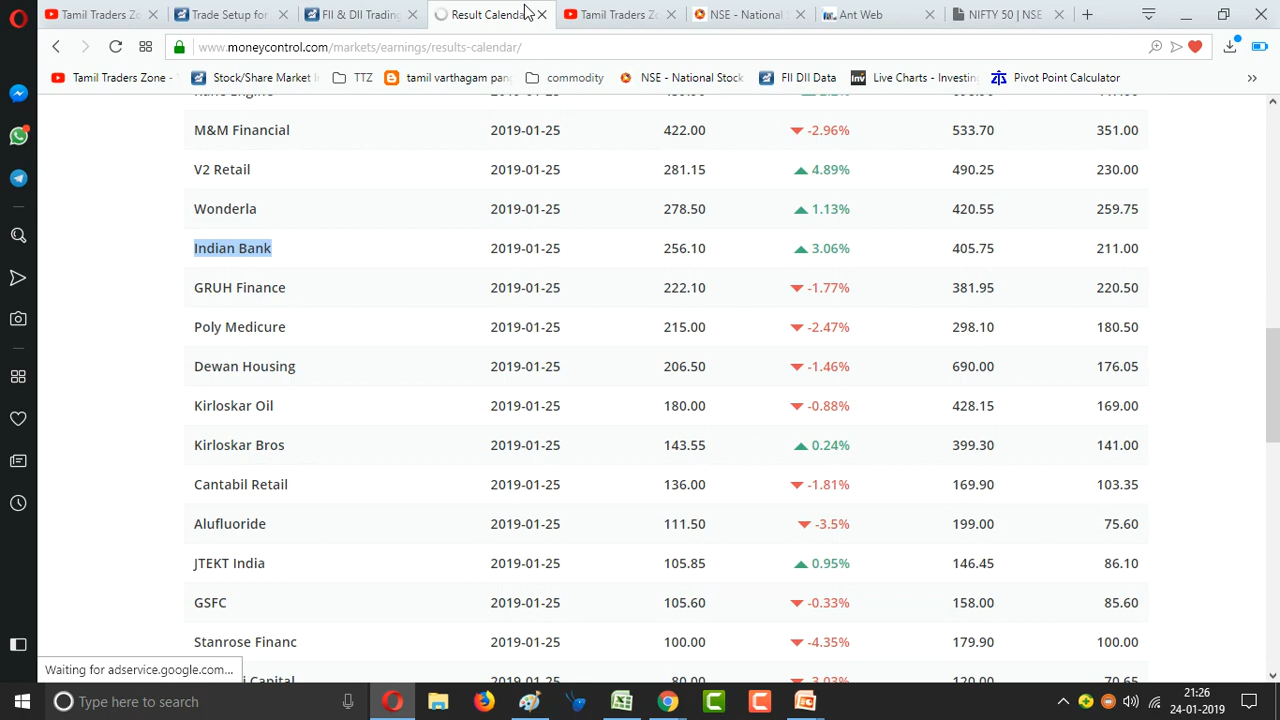 Tamil Traders Zo
Trade Setup for
FII & DII Trading
Result Calenda
Tamil Traders Z
NSE - National
Ant Web
NIFTY 50 | NSE
www.moneycontrol.com/markets/earnings/results-calendar/
Tamil Traders Zone -
Stock/Share Market
TTZ
tamil varthagam pan
commodity
NSE - National Stock
FII DII Data
Inv
Live Charts - Investin
Pivot Point Calculator
M&M Financial 2019-01-25 422.00 -2.96% 533.70 351.00
V2 Retail 2019-01-25 281.15 4.89% 490.25 230.00
Wonderla 2019-01-25 278.50 1.13% 420.55 259.75
Indian Bank 2019-01-25 256.10 3.06% 405.75 211.00
GRUH Finance 2019-01-25 222.10 -1.77% 381.95 220.50
Poly Medicure 2019-01-25 215.00 -2.47% 298.10 180.50
Dewan Housing 2019-01-25 206.50 -1.46% 690.00 176.05
Kirloskar Oil 2019-01-25 180.00 -0.88% 428.15 169.00
Kirloskar Bros 2019-01-25 143.55 0.24% 399.30 141.00
Cantabil Retail 2019-01-25 136.00 -1.81% 169.90 103.35
Alufluoride 2019-01-25 111.50 -3.5% 199.00 75.60
JTEKT India 2019-01-25 105.85 0.95% 146.45 86.10
GSFC 2019-01-25 105.60 -0.33% 158.00 85.60
Stanrose Financ 2019-01-25 100.00 -4.35% 179.90 100.00
Waiting for adservice.google.com...
Type here to search
21:26
24-01-2019